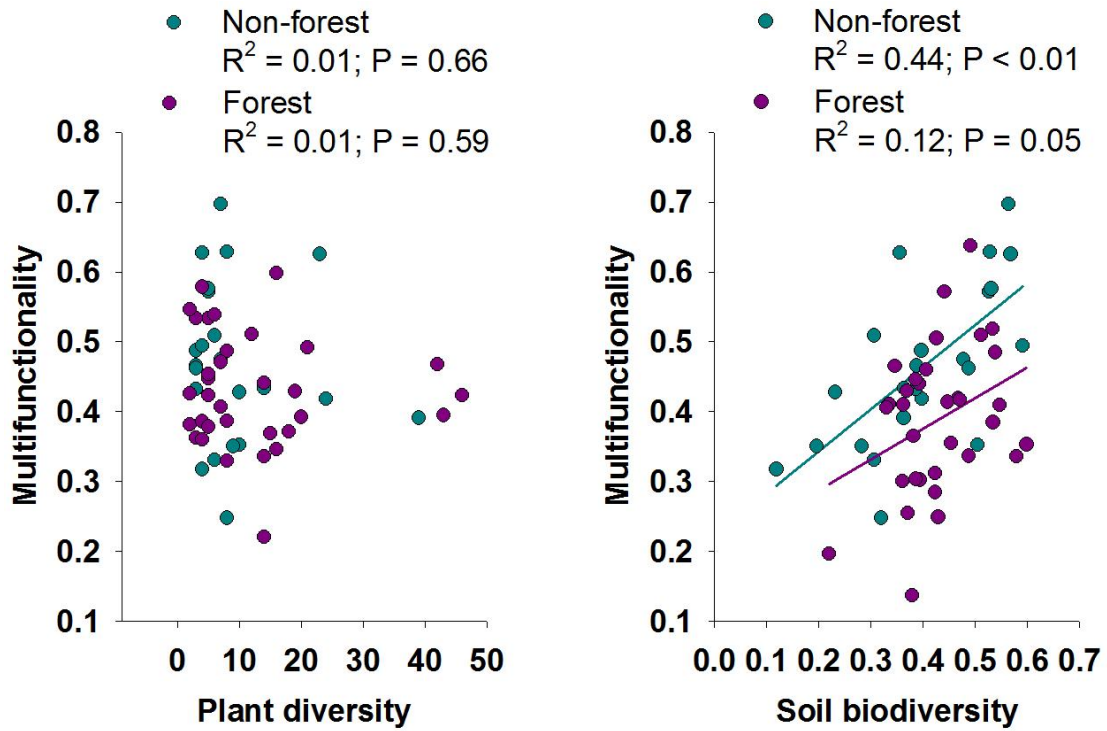 Non-forest
R² = 0.01; P = 0.66
Forest
R² = 0.01; P = 0.59
0.8
0.7
0.6
0.5
0.4
0.3
0.2
0.1
Multifunctionality
0 10 20 30 40 50
Plant diversity
Non-forest
R² = 0.44; P < 0.01
Forest
R² = 0.12; P = 0.05
0.8
0.7
0.6
0.5
0.4
0.3
0.2
0.1
Multifunctionality
0.0 0.1 0.2 0.3 0.4 0.5 0.6 0.7
Soil biodiversity